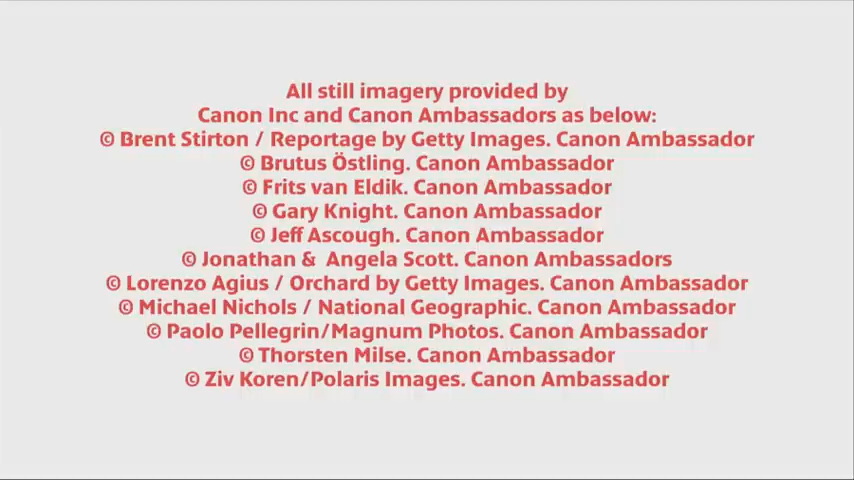 All still imagery provided by
Canon Inc and Canon Ambassadors as below:
© Brent Stirton / Reportage by Getty Images. Canon Ambassador
© Brutus Östling. Canon Ambassador
© Frits van Eldik. Canon Ambassador
© Gary Knight. Canon Ambassador
© Jeff Ascough. Canon Ambassador
© Jonathan &  Angela Scott. Canon Ambassadors
© Lorenzo Agius / Orchard by Getty Images. Canon Ambassador
© Michael Nichols / National Geographic. Canon Ambassador
© Paolo Pellegrin/Magnum Photos. Canon Ambassador
© Thorsten Milse. Canon Ambassador
© Ziv Koren/Polaris Images. Canon Ambassador